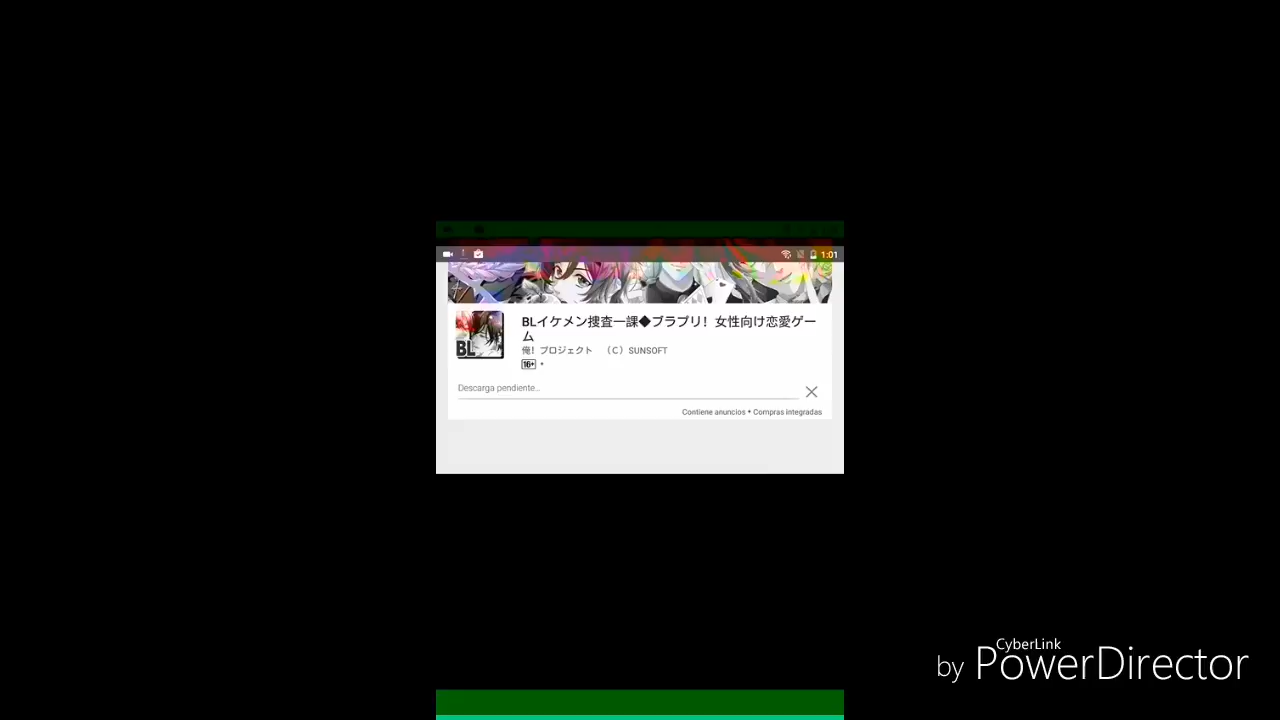 1:01
BLイケメン捜査一課◆ブラプリ！女性向け恋愛ゲー
ム
俺！プロジェクト （C）SUNSOFT
16+ •
BL
Descarga pendiente...
Contiene anuncios • Compras integradas
CyberLink
by PowerDirector